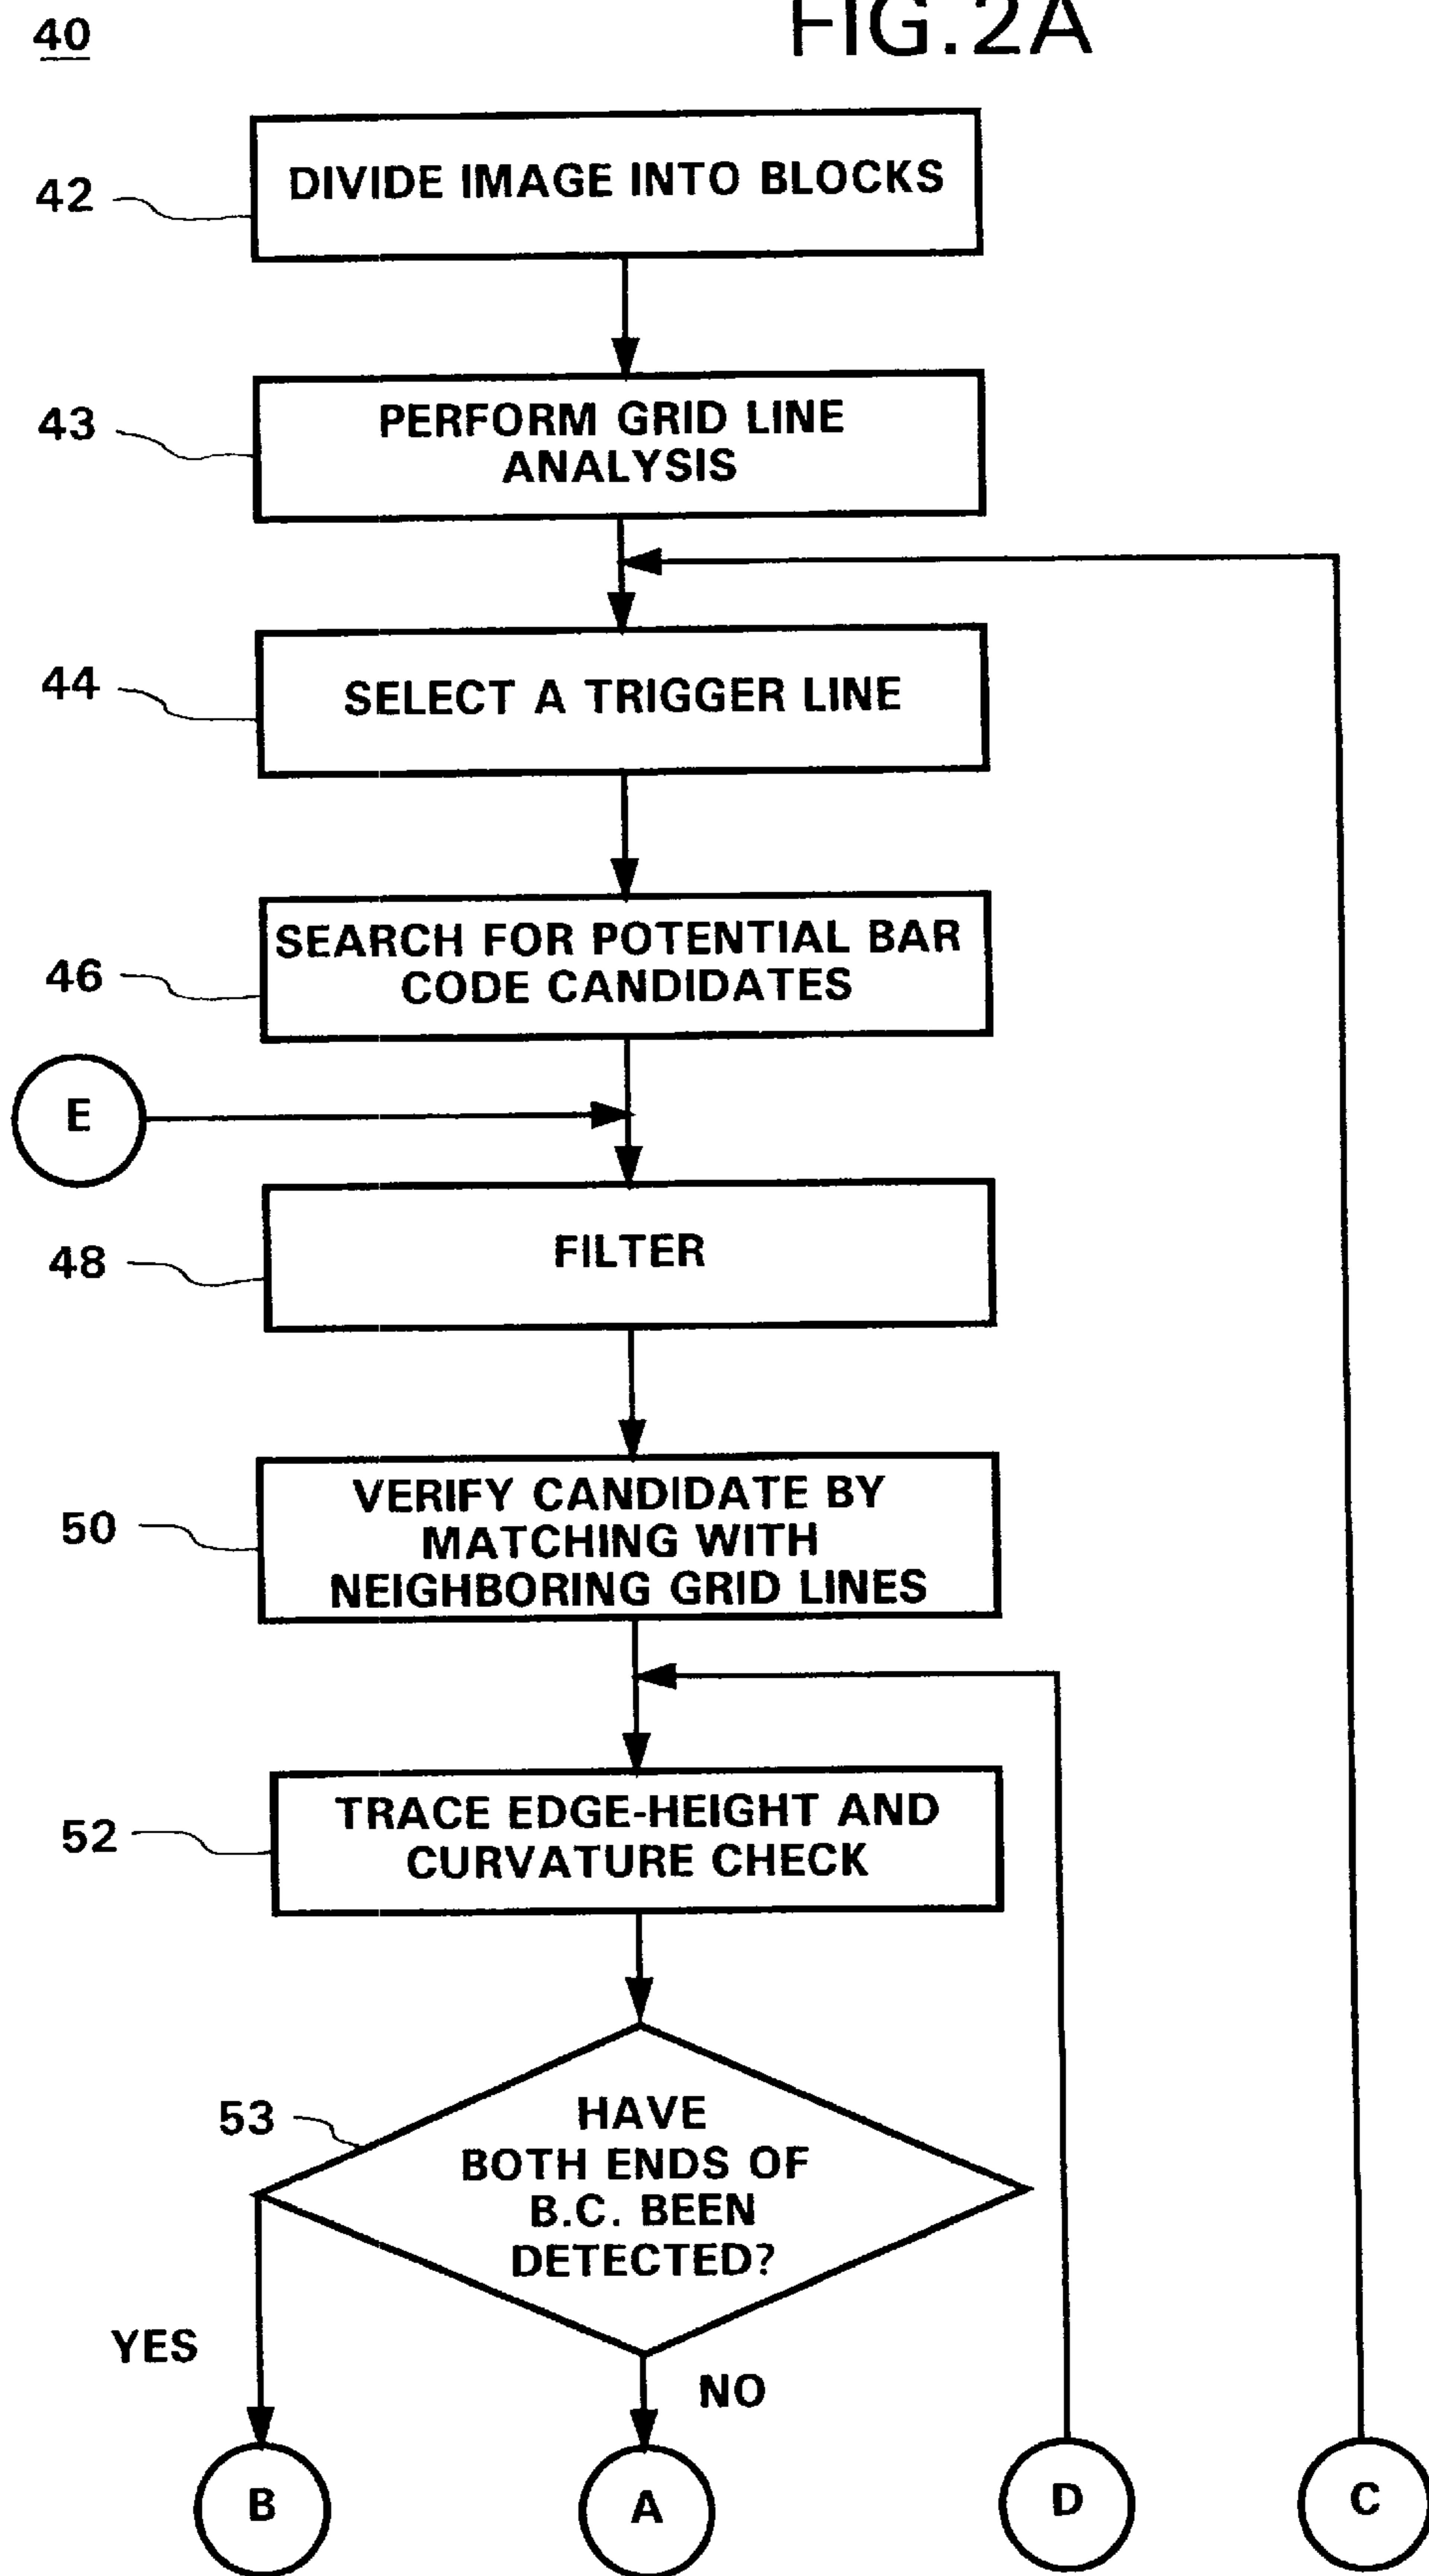 40
FIG.2A
42
DIVIDE IMAGE INTO BLOCKS
43
PERFORM GRID LINE
ANALYSIS
44
SELECT A TRIGGER LINE
46
SEARCH FOR POTENTIAL BAR
CODE CANDIDATES
E
48
FILTER
50
VERIFY CANDIDATE BY
MATCHING WITH
NEIGHBORING GRID LINES
52
TRACE EDGE-HEIGHT AND
CURVATURE CHECK
53
HAVE
BOTH ENDS OF
B.C. BEEN
DETECTED?
YES
NO
B
A
D
C